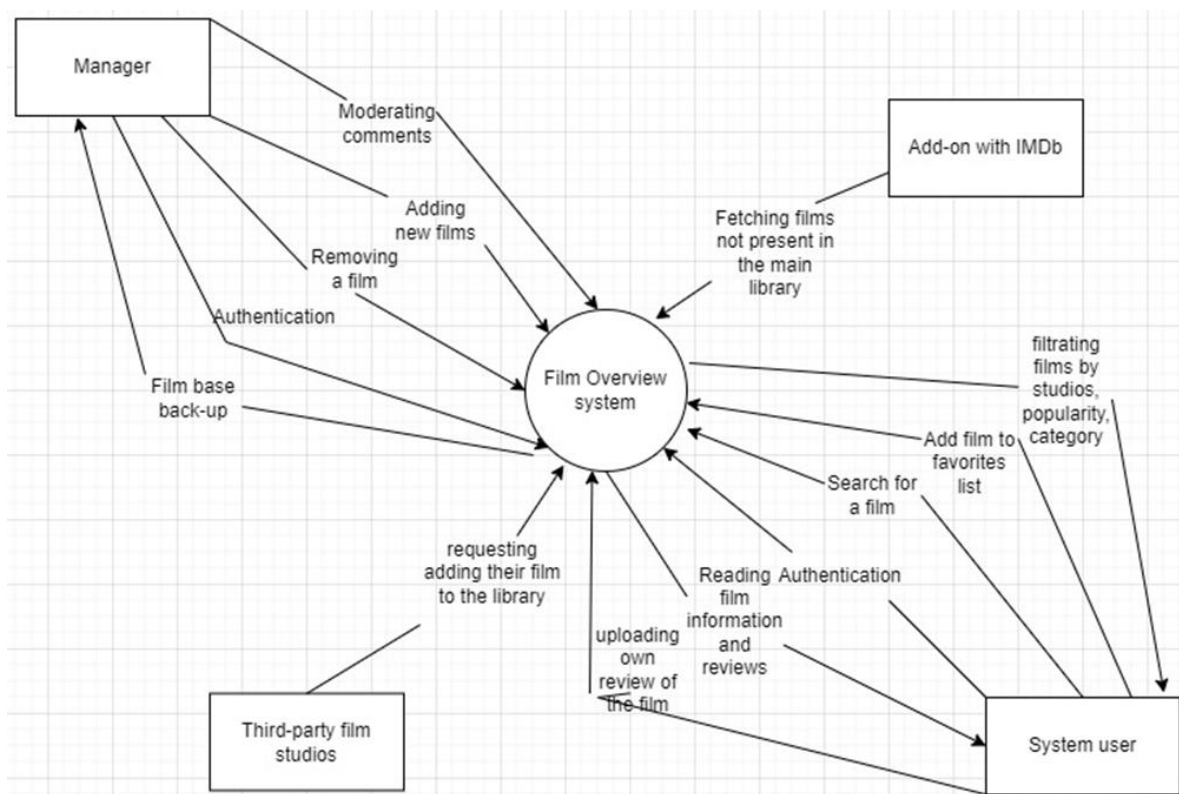 Manager
Moderating
comments
Add-on with IMDb
Adding
new films
Fetching films
not present in
the main
library
Removing
a film
Authentication
Film base
back-up
Film Overview
system
filtrating
films by
studios,
popularity,
category
Add film to
favorites
list
Search for
a film
requesting
adding their film
to the library
Reading
film
information
and
reviews
Authentication
uploading
own
review of
the film
Third-party film
studios
System user